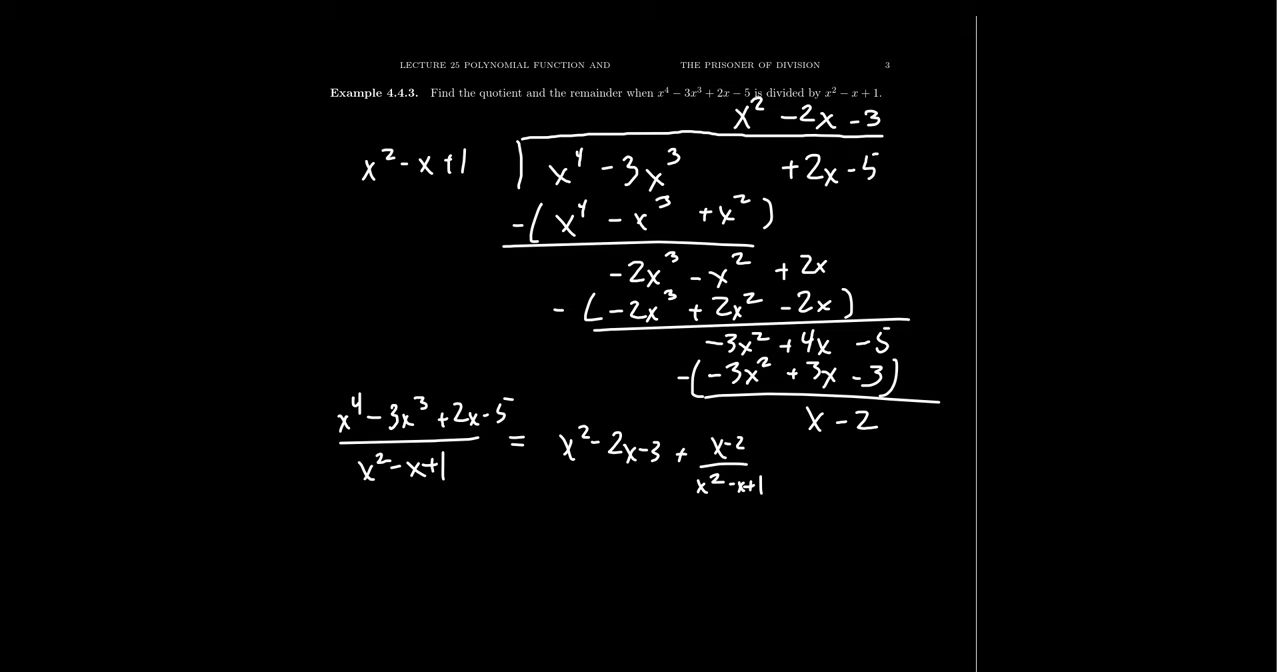 LECTURE 25 POLYNOMIAL FUNCTION AND THE PRISONER OF DIVISION 3
Example 4.4.3. Find the quotient and the remainder when x⁴ − 3x³ + 2x − 5 is divided by x² − x + 1.
x² - 2x - 3
x² - x + 1 x⁴ - 3x³ + 2x - 5
-( x⁴ - x³ + x² )
-2x³ - x² + 2x
- ( -2x³ + 2x² - 2x )
-3x² + 4x - 5
-( -3x² + 3x - 3 )
x - 2
x⁴ - 3x³ + 2x - 5
x² - x + 1
= x² - 2x - 3 +
x - 2
x² - x + 1